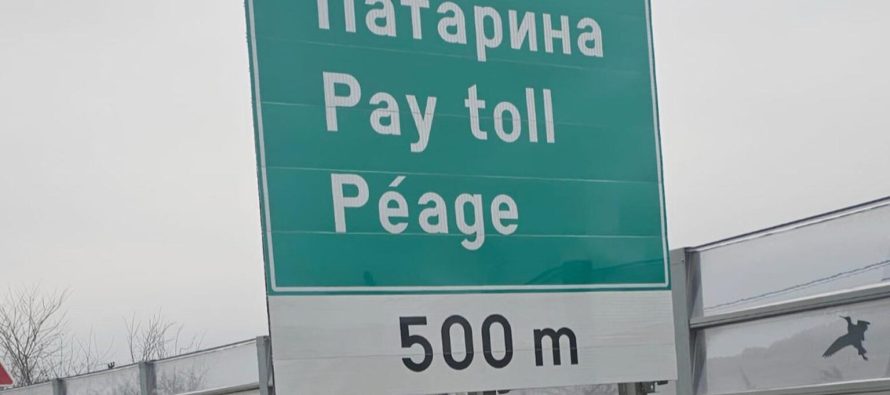 Патарина
Pay toll
Péage
500 m